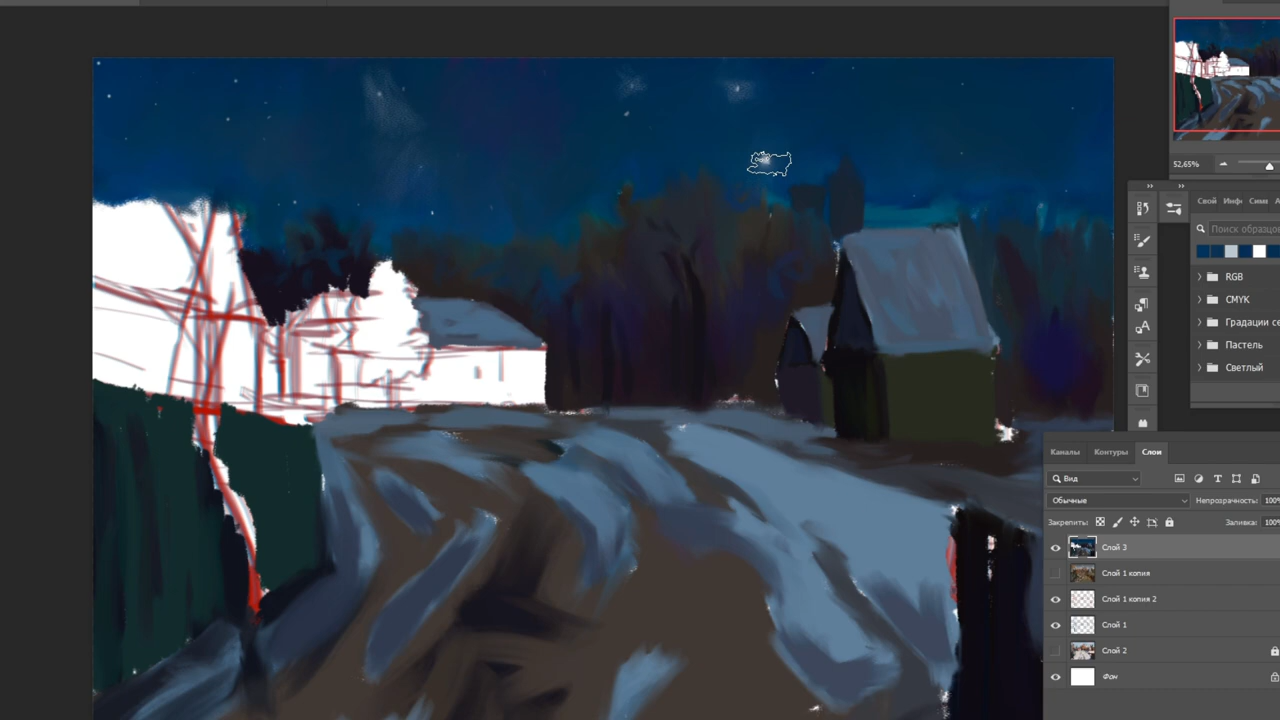 52,65%
Свой Инф Симв А
Поиск образцо
RGB
CMYK
Градации се
Пастель
Светлый
Каналы Контуры Слои
Вид
Обычные Непрозрачность: 100%
Закрепить: Заливка: 100%
Слой 3
Слой 1 копия
Слой 1 копия 2
Слой 1
Слой 2
Фон